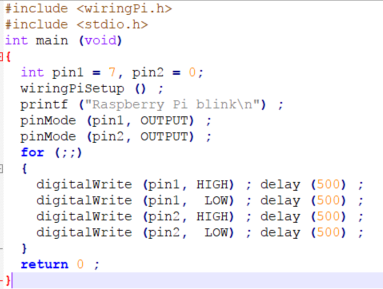 #include <wiringPi.h>
#include <stdio.h>
int main (void)
{
  int pin1 = 7, pin2 = 0;
  wiringPiSetup () ;
  printf ("Raspberry Pi blink\n") ;
  pinMode (pin1, OUTPUT) ;
  pinMode (pin2, OUTPUT) ;
  for (;;)
  {
    digitalWrite (pin1, HIGH) ; delay (500) ;
    digitalWrite (pin1,  LOW) ; delay (500) ;
    digitalWrite (pin2, HIGH) ; delay (500) ;
    digitalWrite (pin2,  LOW) ; delay (500) ;
  }
  return 0 ;
}